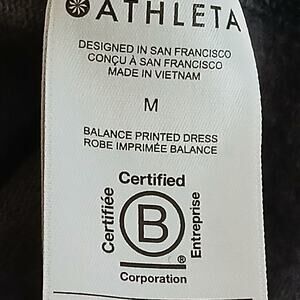 ATHLETA
DESIGNED IN SAN FRANCISCO
CONÇU À SAN FRANCISCO
MADE IN VIETNAM
M
BALANCE PRINTED DRESS
ROBE IMPRIMÉE BALANCE
Certified
Certifiée
B
Entreprise
®
Corporation